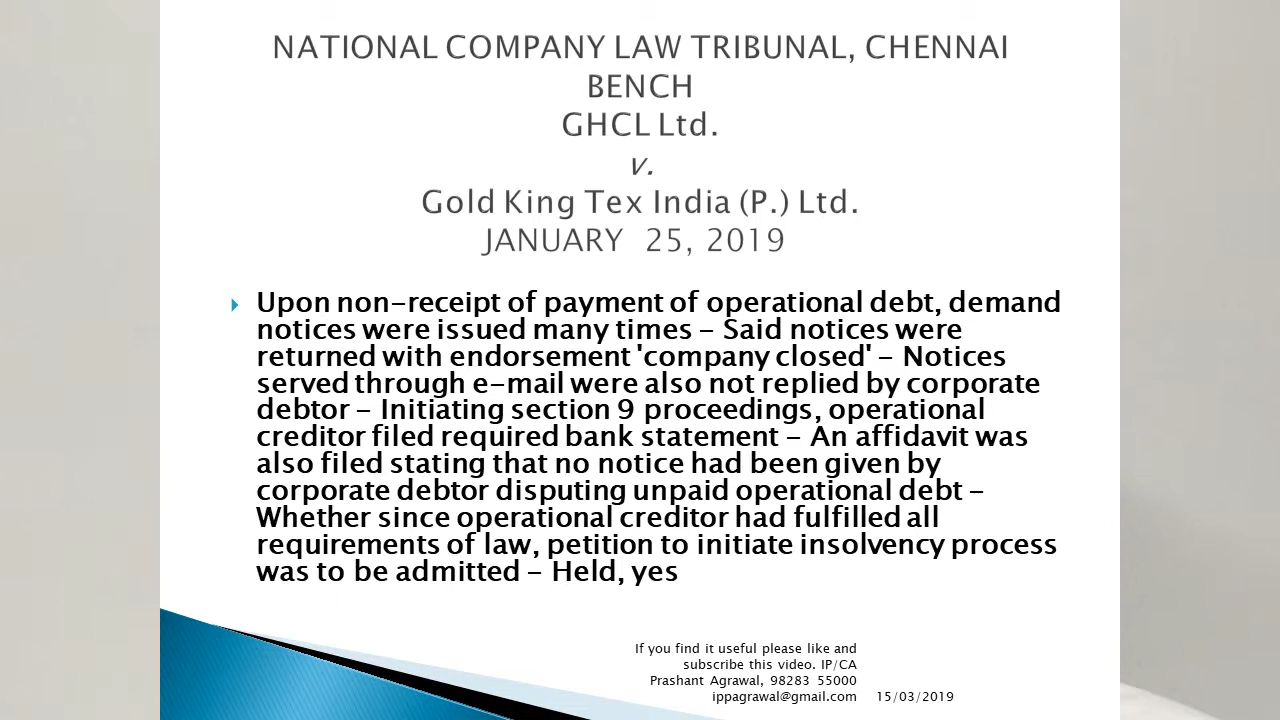 NATIONAL COMPANY LAW TRIBUNAL, CHENNAI
BENCH
GHCL Ltd.
v.
Gold King Tex India (P.) Ltd.
JANUARY 25, 2019
Upon non-receipt of payment of operational debt, demand
notices were issued many times - Said notices were
returned with endorsement 'company closed' - Notices
served through e-mail were also not replied by corporate
debtor - Initiating section 9 proceedings, operational
creditor filed required bank statement - An affidavit was
also filed stating that no notice had been given by
corporate debtor disputing unpaid operational debt -
Whether since operational creditor had fulfilled all
requirements of law, petition to initiate insolvency process
was to be admitted - Held, yes
If you find it useful please like and
subscribe this video. IP/CA
Prashant Agrawal, 98283 55000
ippagrawal@gmail.com 15/03/2019